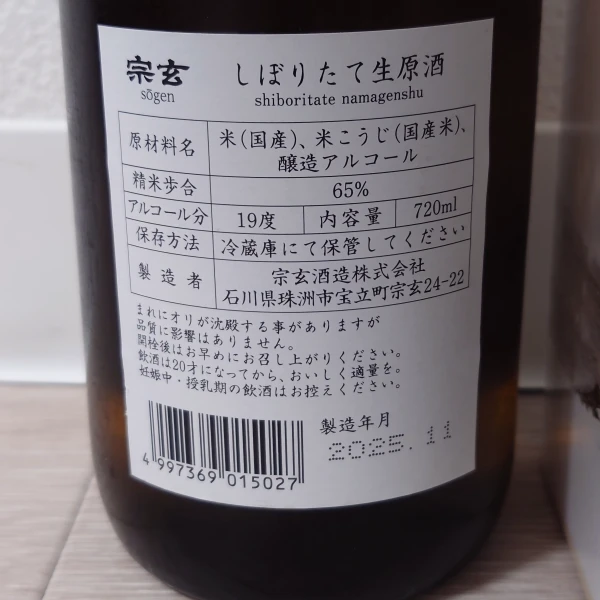 宗玄
sōgen
しぼりたて生原酒
shiboritate namagenshu
原材料名 米(国産)、米こうじ(国産米)、
醸造アルコール
精米歩合 65%
アルコール分 19度 内容量 720ml
保存方法 冷蔵庫にて保管してください
製造者 宗玄酒造株式会社
石川県珠洲市宝立町宗玄24-22
まれにオリが沈殿する事がありますが
品質に影響はありません。
開栓後はお早めにお召し上がりください。
飲酒は20才になってから、おいしく適量を。
妊娠中・授乳期の飲酒はお控えください。
製造年月
2025.11
4 997369 015027